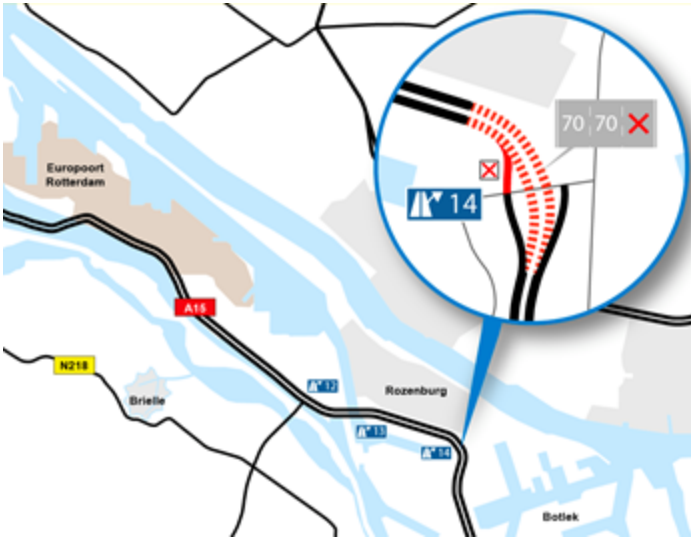 Europoort
Rotterdam
70 70
14
A15
N218
Brielle
12
Rozenburg
13
14
Botlek